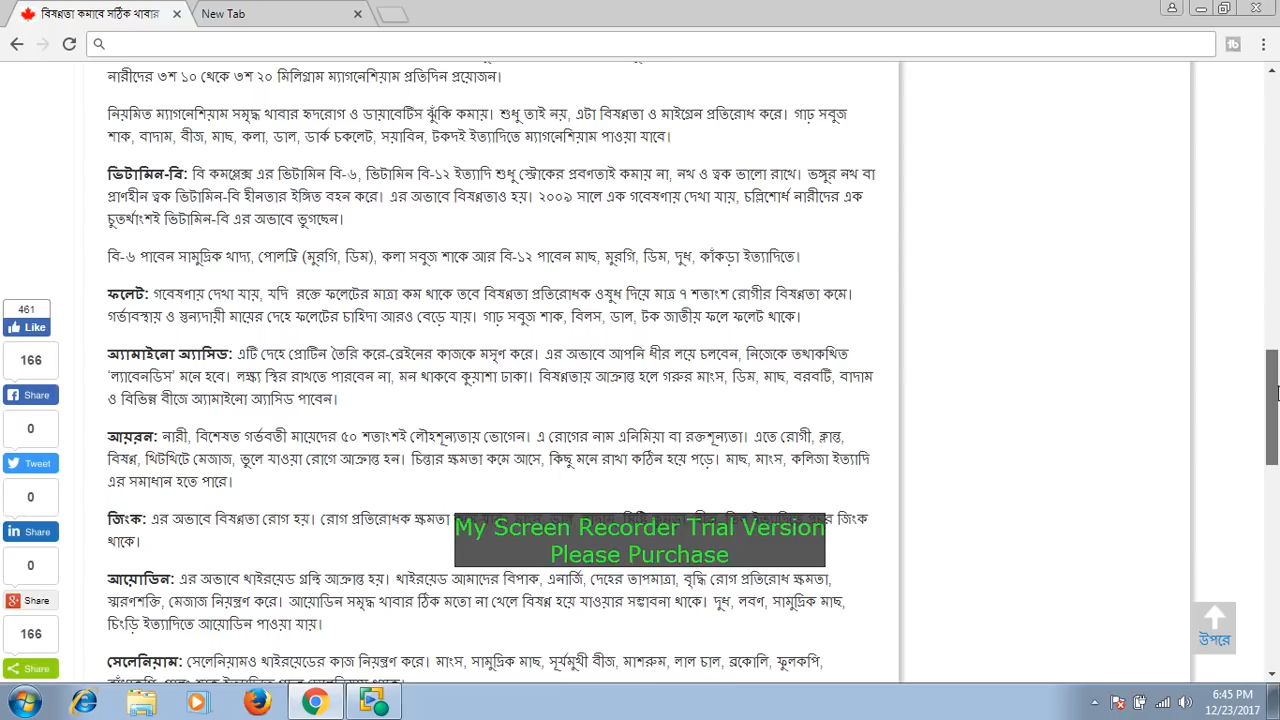 বিষণ্নতা কমাবে সঠিক খাবার
New Tab
নারীদের ৩শ ১০ থেকে ৩শ ২০ মিলিগ্রাম ম্যাগনেশিয়াম প্রতিদিন প্রয়োজন।
নিয়মিত ম্যাগনেশিয়াম সমৃদ্ধ খাবার হৃদরোগ ও ডায়াবেটিস ঝুঁকি কমায়। শুধু তাই নয়, এটা বিষণ্নতা ও মাইগ্রেন প্রতিরোধ করে। গাঢ় সবুজ
শাক, বাদাম, বীজ, মাছ, কলা, ডাল, ডার্ক চকলেট, সয়াবিন, টকদই ইত্যাদিতে ম্যাগনেশিয়াম পাওয়া যাবে।
ভিটামিন-বি: বি কমপ্লেক্স এর ভিটামিন বি-৬, ভিটামিন বি-১২ ইত্যাদি শুধু স্ট্রোকের প্রবণতাই কমায় না, নখ ও ত্বক ভালো রাখে। ভঙ্গুর নখ বা
প্রাণহীন ত্বক ভিটামিন-বি হীনতার ইঙ্গিত বহন করে। এর অভাবে বিষণ্নতাও হয়। ২০০৯ সালে এক গবেষণায় দেখা যায়, চল্লিশোর্ধ নারীদের এক
চতুর্থাংশই ভিটামিন-বি এর অভাবে ভুগছেন।
বি-৬ পাবেন সামুদ্রিক খাদ্য, পোলট্রি (মুরগি, ডিম), কলা সবুজ শাকে আর বি-১২ পাবেন মাছ, মুরগি, ডিম, দুধ, কাঁকড়া ইত্যাদিতে।
ফলেট: গবেষণায় দেখা যায়, যদি রক্তে ফলেটের মাত্রা কম থাকে তবে বিষণ্নতা প্রতিরোধক ওষুধ দিয়ে মাত্র ৭ শতাংশ রোগীর বিষণ্নতা কমে।
গর্ভাবস্থায় ও স্তন্যদায়ী মায়ের দেহে ফলেটের চাহিদা আরও বেড়ে যায়। গাঢ় সবুজ শাক, বিনস, ডাল, টক জাতীয় ফলে ফলেট থাকে।
অ্যামাইনো অ্যাসিড: এটি দেহে প্রোটিন তৈরি করে-ব্রেইনের কাজকে মসৃণ করে। এর অভাবে আপনি ধীর লয়ে চলবেন, নিজেকে তথাকথিত
‘ল্যাবেনডিস’ মনে হবে। লক্ষ্য স্থির রাখতে পারবেন না, মন থাকবে কুয়াশা ঢাকা। বিষণ্নতায় আক্রান্ত হলে গরুর মাংস, ডিম, মাছ, বরবটি, বাদাম
ও বিভিন্ন বীজে অ্যামাইনো অ্যাসিড পাবেন।
আয়রন: নারী, বিশেষত গর্ভবতী মায়েদের ৫০ শতাংশই লৌহশূন্যতায় ভোগেন। এ রোগের নাম এনিমিয়া বা রক্তশূন্যতা। এতে রোগী, ক্লান্ত,
বিষণ্ন, খিটখিটে মেজাজ, ভুলে যাওয়া রোগে আক্রান্ত হন। চিন্তার ক্ষমতা কমে আসে, কিছু মনে রাখা কঠিন হয়ে পড়ে। মাছ, মাংস, কলিজা ইত্যাদি
এর সমাধান হতে পারে।
জিংক: এর অভাবে বিষণ্নতা রোগ হয়। রোগ প্রতিরোধক ক্ষমতা জিংক
থাকে।
My Screen Recorder Trial Version
Please Purchase
আয়োডিন: এর অভাবে থাইরয়েড গ্রন্থি আক্রান্ত হয়। থাইরয়েড আমাদের বিপাক, এনার্জি, দেহের তাপমাত্রা, বৃদ্ধি রোগ প্রতিরোধ ক্ষমতা,
স্মরণশক্তি, মেজাজ নিয়ন্ত্রণ করে। আয়োডিন সমৃদ্ধ খাবার ঠিক মতো না খেলে বিষণ্ন হয়ে যাওয়ার সম্ভাবনা থাকে। দুধ, লবণ, সামুদ্রিক মাছ,
চিংড়ি ইত্যাদিতে আয়োডিন পাওয়া যায়।
সেলেনিয়াম: সেলেনিয়ামও থাইরয়েডের কাজ নিয়ন্ত্রণ করে। মাংস, সামুদ্রিক মাছ, সূর্যমুখী বীজ, মাশরুম, লাল চাল, ফুলকপি,
461
Like
166
Share
0
Tweet
0
Share
0
Share
166
Share
উপরে
6:45 PM
12/23/2017